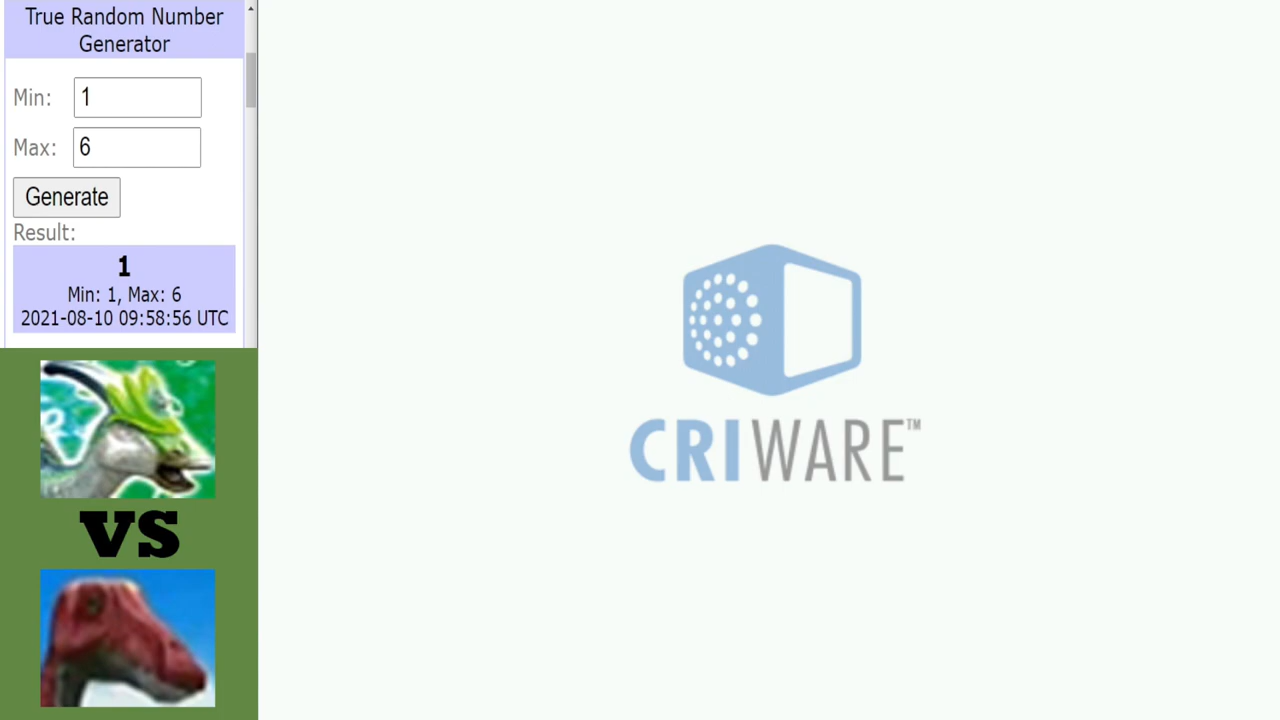 True Random Number
Generator
Min: 1
Max: 6
Generate
Result:
1
Min: 1, Max: 6
2021-08-10 09:58:56 UTC
VS
CRIWARE™